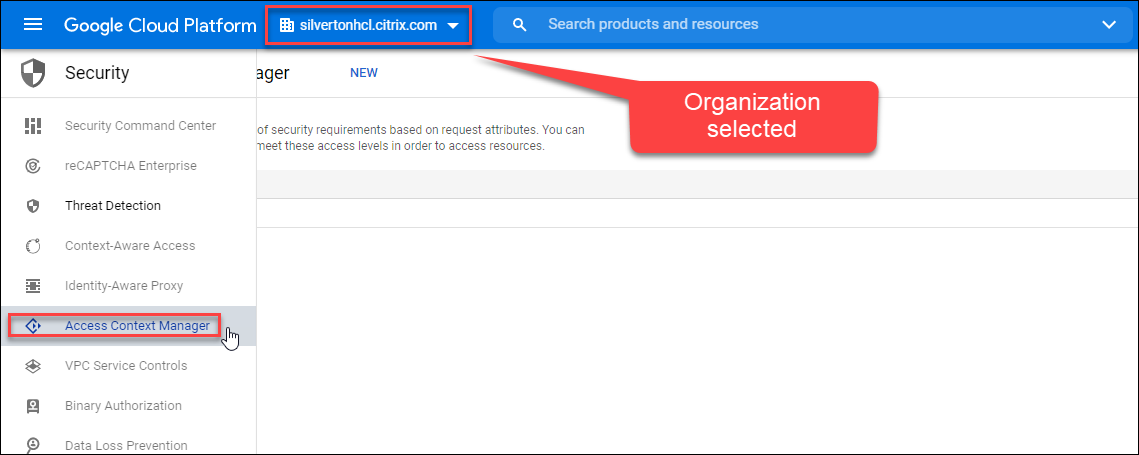 Google Cloud Platform
silvertonhcl.citrix.com
Search products and resources
Security
ager
NEW
Organization
selected
Security Command Center
of security requirements based on request attributes. You can
meet these access levels in order to access resources.
reCAPTCHA Enterprise
Threat Detection
Context-Aware Access
Identity-Aware Proxy
Access Context Manager
VPC Service Controls
Binary Authorization
Data Loss Prevention